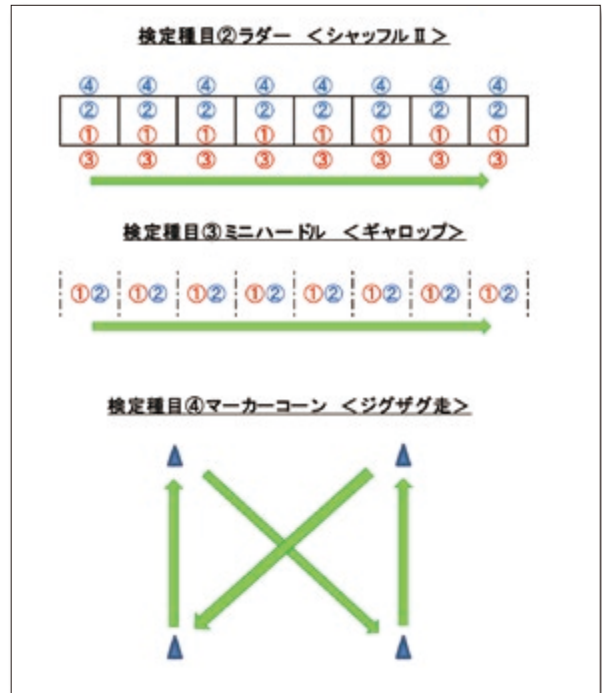 検定種目②ラダー ＜シャッフルⅡ＞
④ ④ ④ ④ ④ ④ ④ ④
② ② ② ② ② ② ② ②
① ① ① ① ① ① ① ①
③ ③ ③ ③ ③ ③ ③ ③
検定種目③ミニハードル ＜ギャロップ＞
①② ①② ①② ①② ①② ①② ①② ①②
検定種目④マーカーコーン ＜ジグザグ走＞